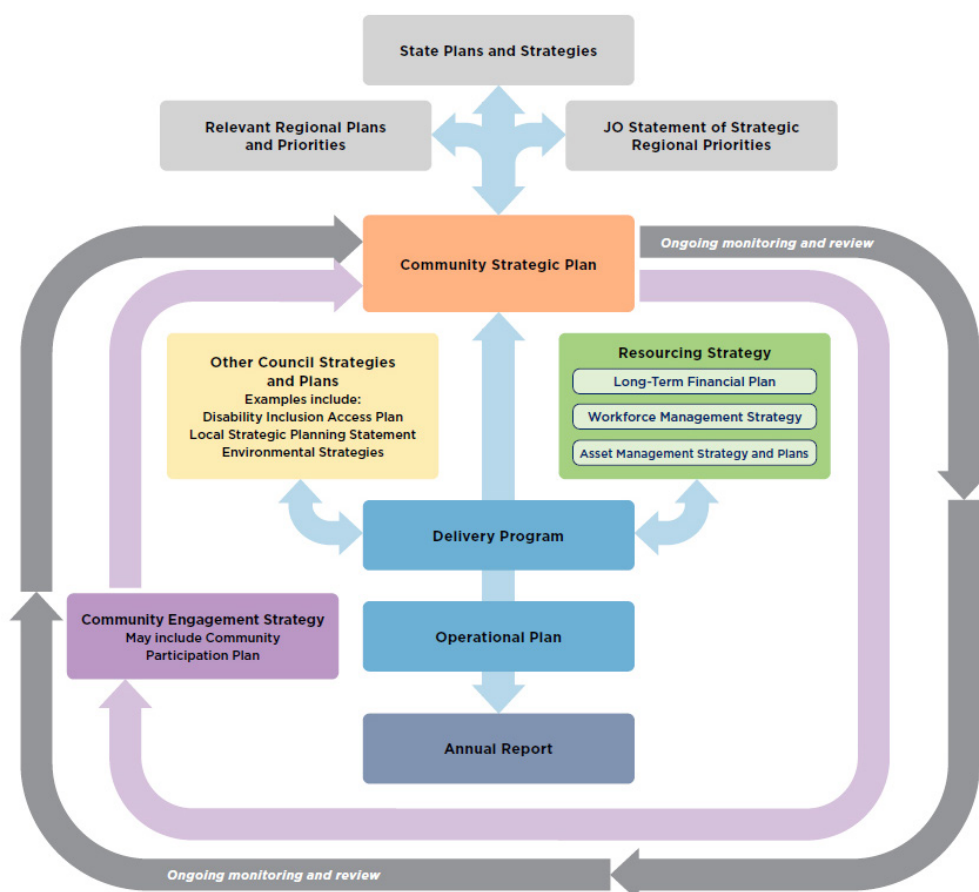 State Plans and Strategies
Relevant Regional Plans
and Priorities
JO Statement of Strategic
Regional Priorities
Community Strategic Plan
Ongoing monitoring and review
Other Council Strategies
and Plans
Examples include:
Disability Inclusion Access Plan
Local Strategic Planning Statement
Environmental Strategies
Resourcing Strategy
Long-Term Financial Plan
Workforce Management Strategy
Asset Management Strategy and Plans
Delivery Program
Community Engagement Strategy
May include Community
Participation Plan
Operational Plan
Annual Report
Ongoing monitoring and review